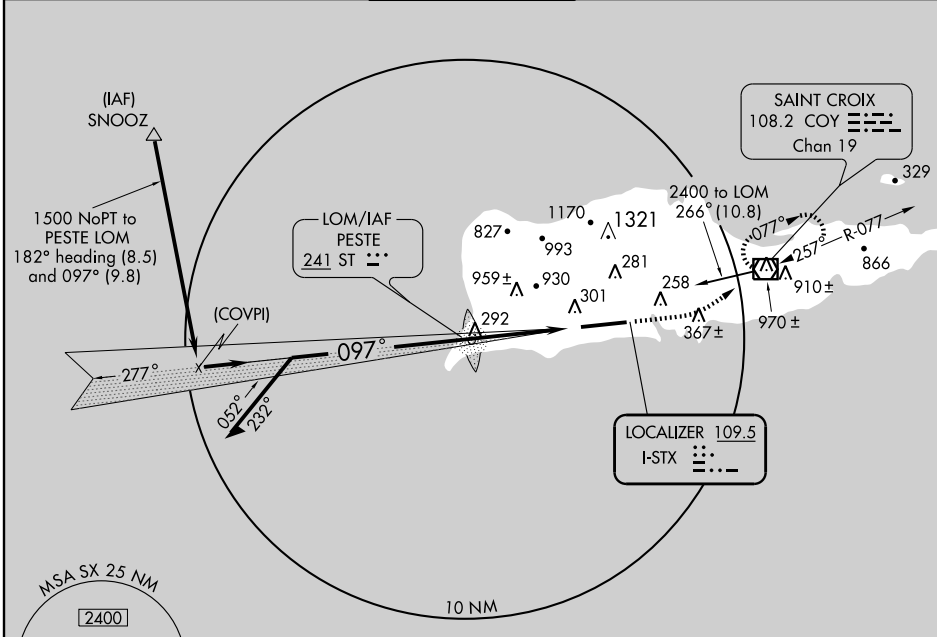 (IAF)
SNOOZ
1500 NoPT to
PESTE LOM
182° heading (8.5)
and 097° (9.8)
(COVPI)
277°
052°
232°
097°
LOM/IAF
PESTE
241 ST
292
827
993
1170
1321
959±
930
281
301
258
367±
2400 to LOM
266° (10.8)
SAINT CROIX
108.2 COY
Chan 19
329
077°
257°
R-077
866
910±
970±
LOCALIZER 109.5
I-STX
10 NM
MSA SX 25 NM
2400